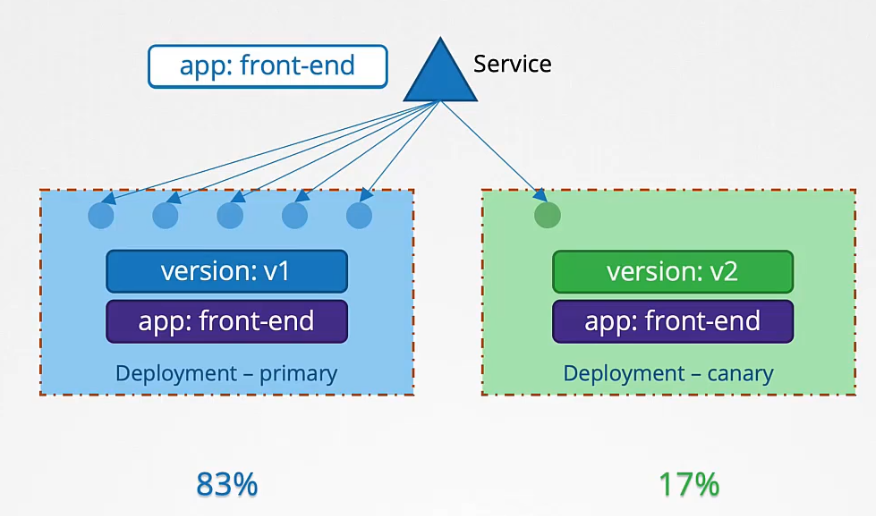 app: front-end
Service
version: v1
app: front-end
Deployment – primary
version: v2
app: front-end
Deployment – canary
83%
17%